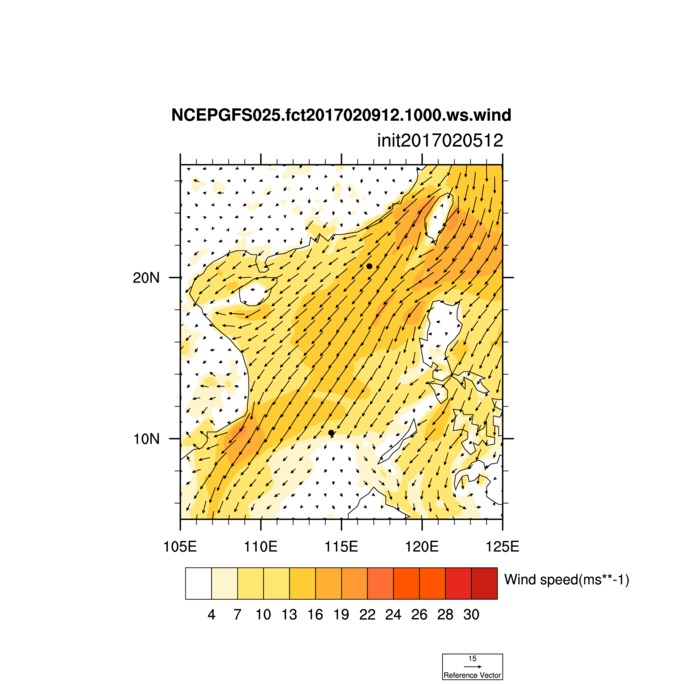 NCEPGFS025.fct2017020912.1000.ws.wind
init2017020512
20N
10N
105E 110E 115E 120E 125E
Wind speed(ms**-1)
4 7 10 13 16 19 22 24 26 28 30
15
Reference Vector